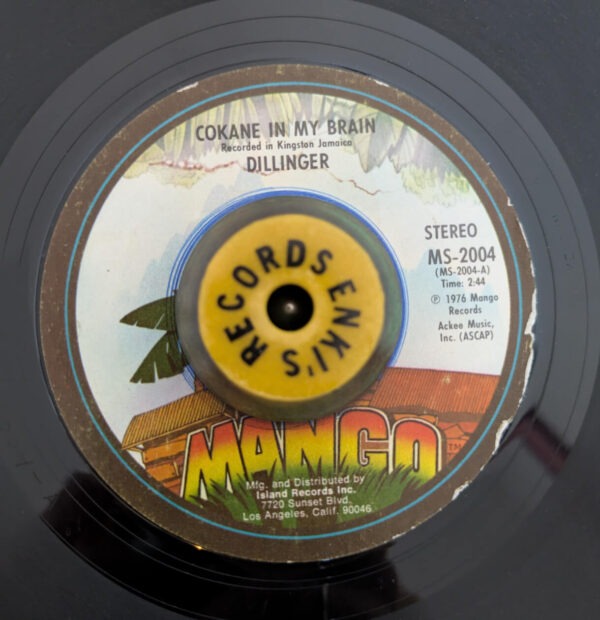 COKANE IN MY BRAIN
Recorded in Kingston Jamaica
DILLINGER
STEREO
MS-2004
(MS-2004-A)
Time: 2:44
℗ 1976 Mango
Records
Ackee Music,
Inc. (ASCAP)
ENKI'S RECORDS
MANGO TM
Mfg. and Distributed by
Island Records Inc.
7720 Sunset Blvd.
Los Angeles, Calif. 90046